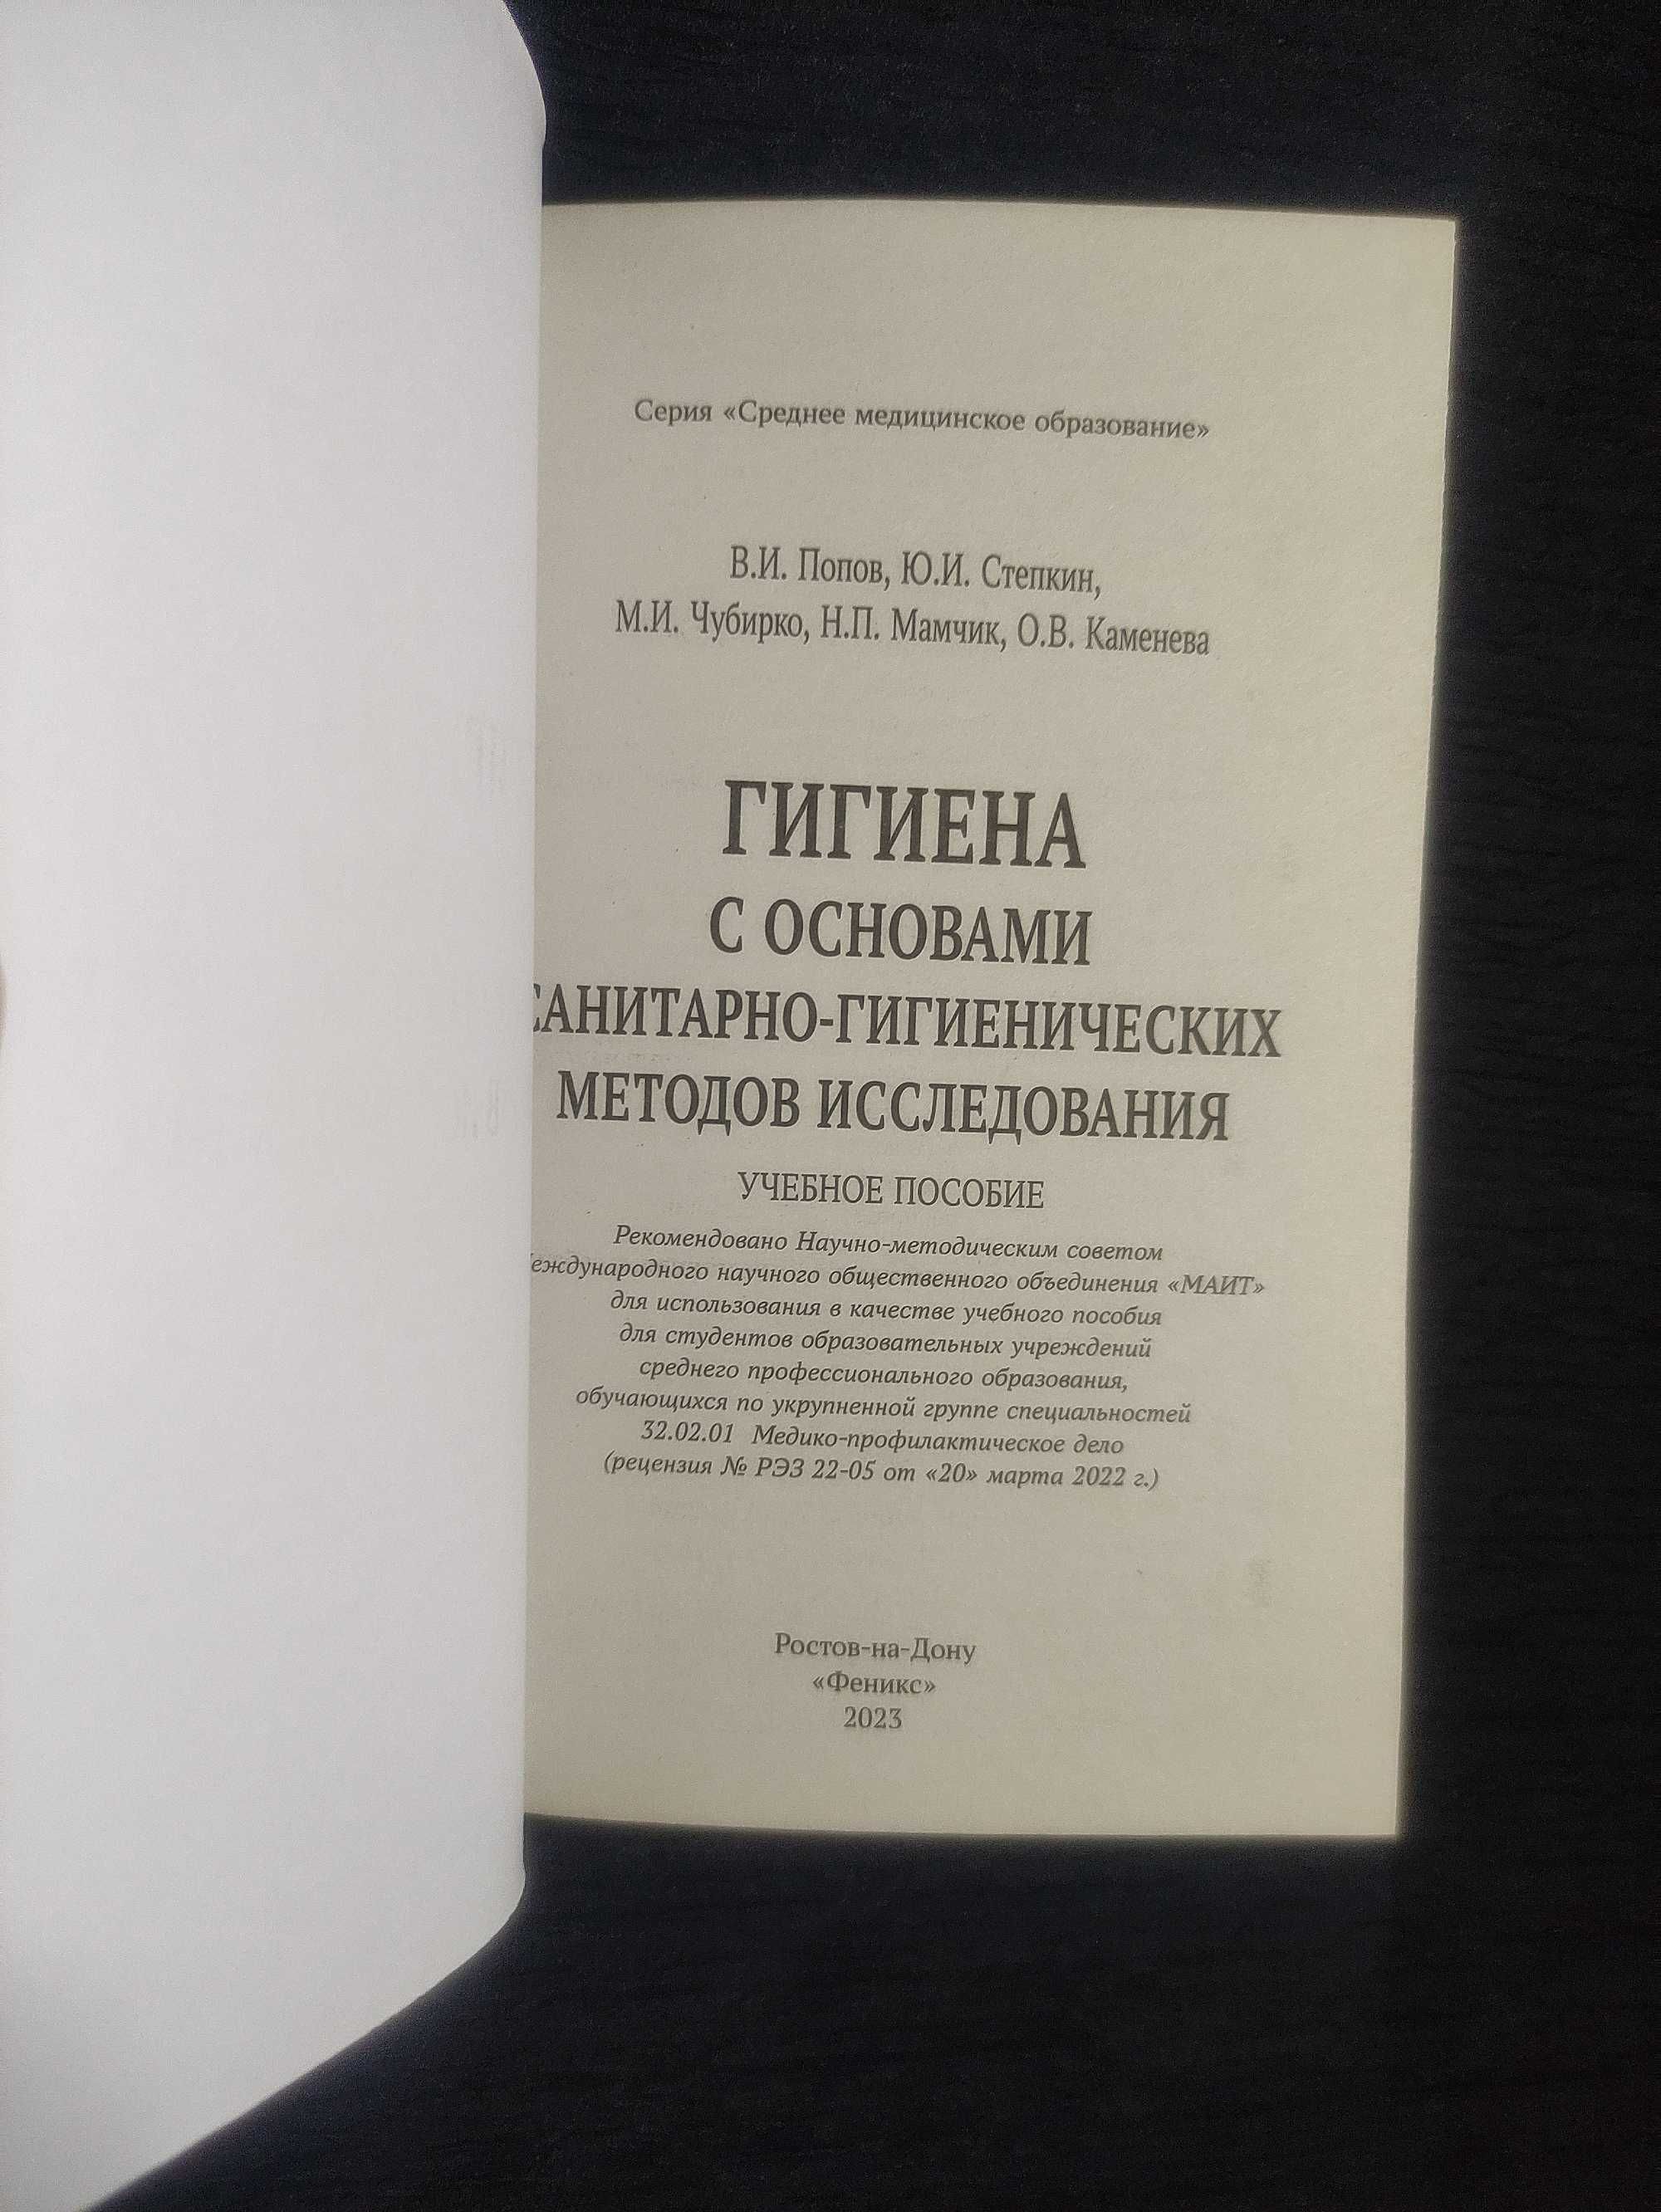 Серия «Среднее медицинское образование»
В.И. Попов, Ю.И. Степкин,
М.И. Чубирко, Н.П. Мамчик, О.В. Каменева
ГИГИЕНА
С ОСНОВАМИ
САНИТАРНО-ГИГИЕНИЧЕСКИХ
МЕТОДОВ ИССЛЕДОВАНИЯ
УЧЕБНОЕ ПОСОБИЕ
Рекомендовано Научно-методическим советом
Международного научного общественного объединения «МАИТ»
для использования в качестве учебного пособия
для студентов образовательных учреждений
среднего профессионального образования,
обучающихся по укрупненной группе специальностей
32.02.01 Медико-профилактическое дело
(рецензия № РЭЗ 22-05 от «20» марта 2022 г.)
Ростов-на-Дону
«Феникс»
2023